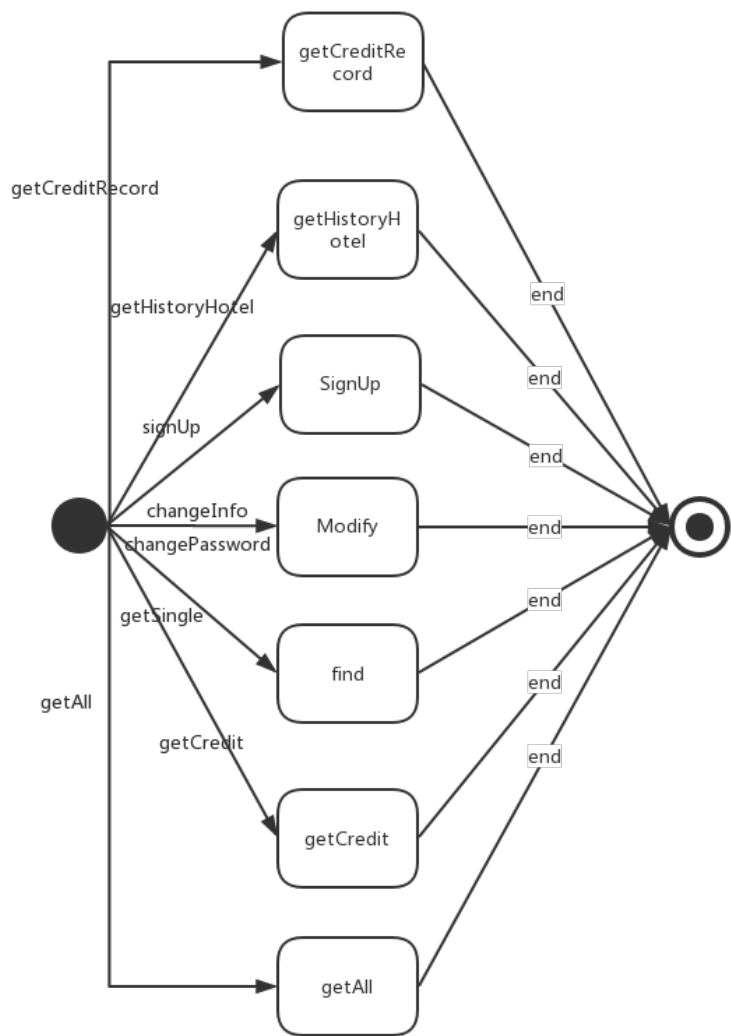 getCreditRe
cord
getCreditRecord
getHistoryH
otel
end
getHistoryHotel
end
SignUp
signUp
end
changeInfo
Modify
end
changePassword
end
getSingle
find
end
getAll
getCredit
end
getCredit
getAll